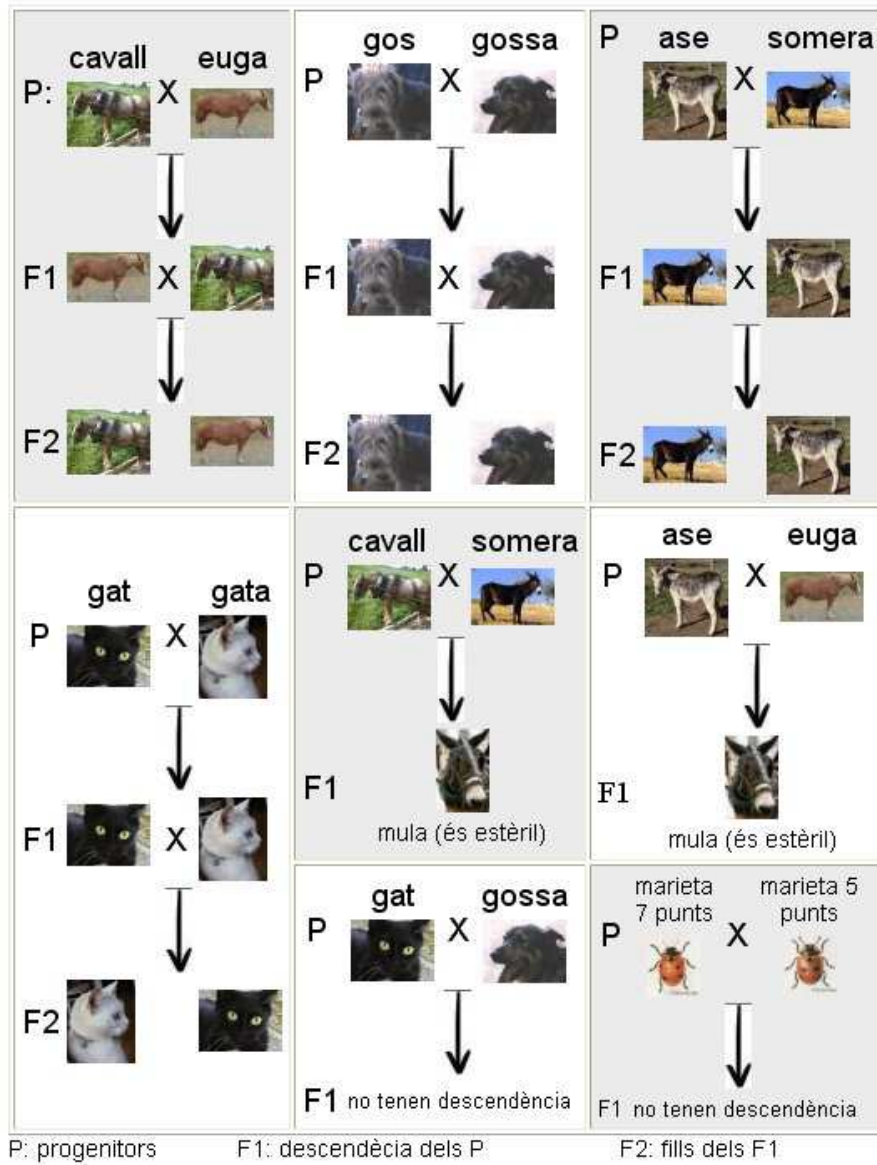 cavall euga
P: X
F1 X
F2
gos gossa
P X
F1 X
F2
P ase somera
X
F1 X
F2
gat gata
P X
F1 X
F2
cavall somera
P X
F1
mula (és estèril)
ase euga
P X
F1
mula (és estèril)
gat gossa
P X
F1 no tenen descendència
marieta
7 punts
marieta 5
punts
P X
F1 no tenen descendència
P: progenitors F1: descendècia dels P F2: fills dels F1